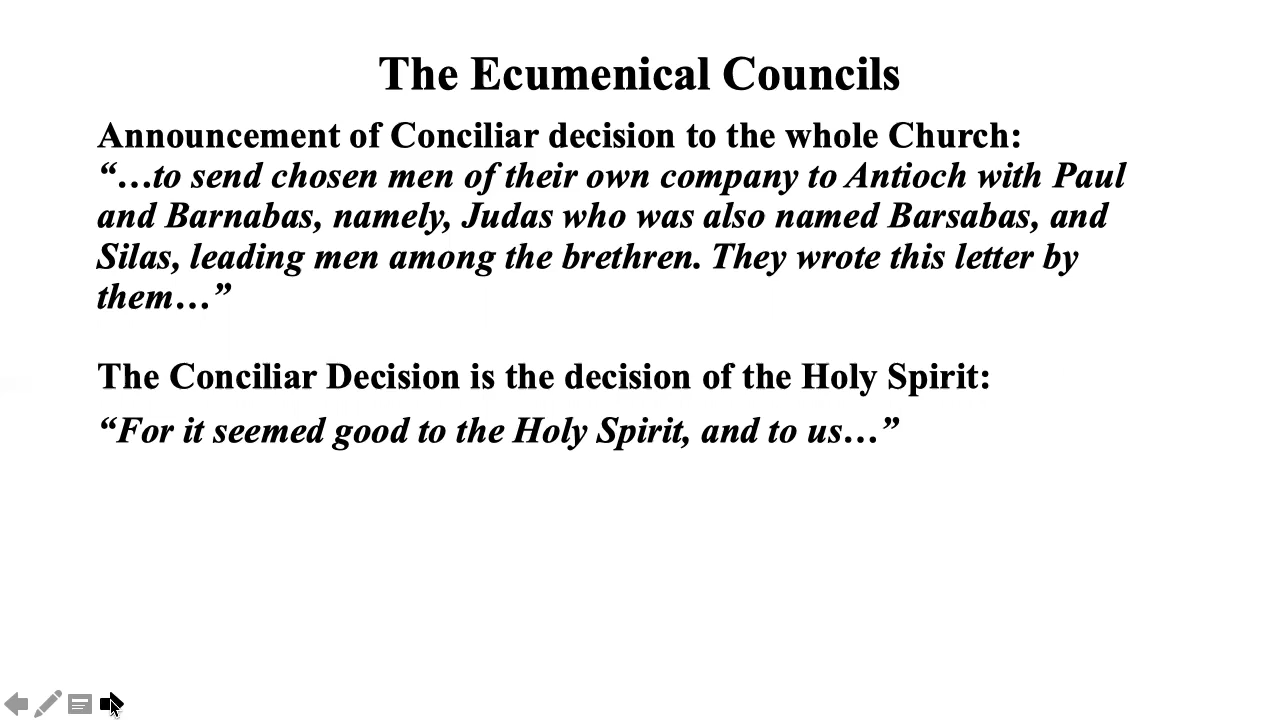 The Ecumenical Councils
Announcement of Conciliar decision to the whole Church:
“…to send chosen men of their own company to Antioch with Paul
and Barnabas, namely, Judas who was also named Barsabas, and
Silas, leading men among the brethren. They wrote this letter by
them…”
The Conciliar Decision is the decision of the Holy Spirit:
“For it seemed good to the Holy Spirit, and to us…”